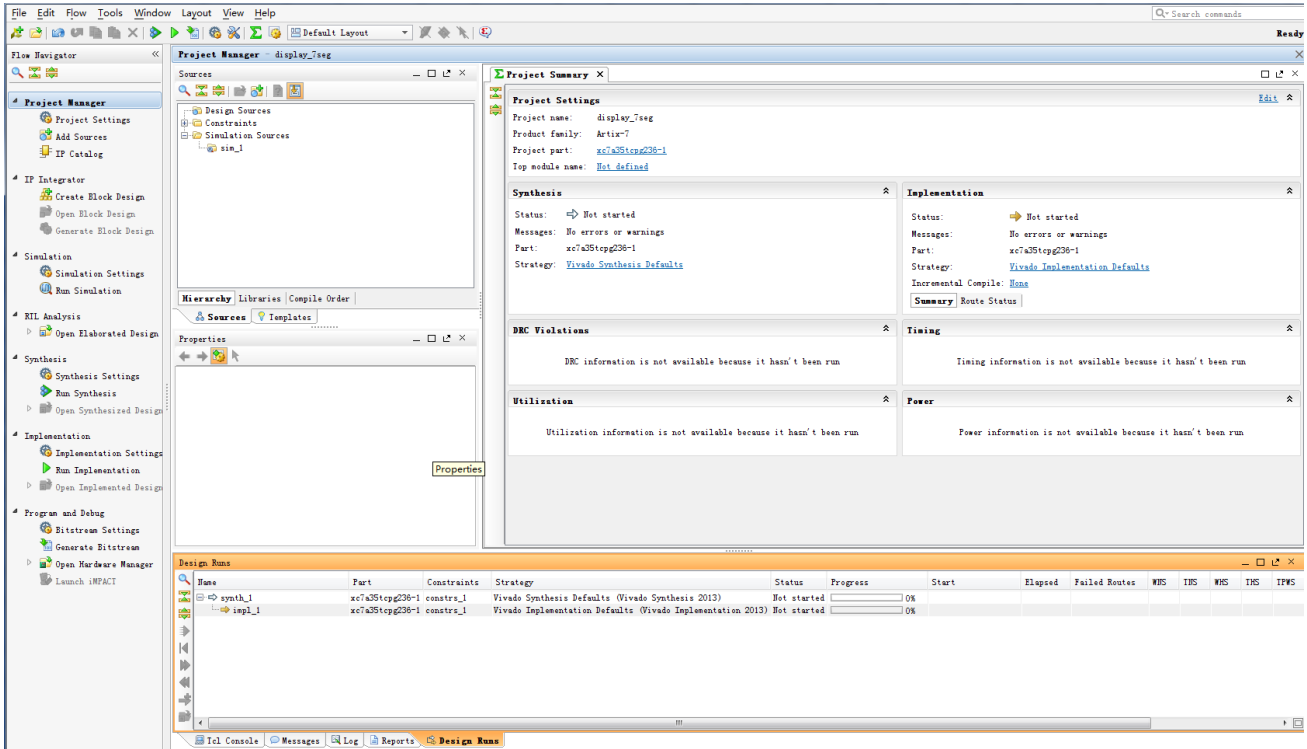 File Edit Flow Tools Window Layout View Help
Search commands
Default Layout
Ready
Flow Navigator
Project Manager
Project Settings
Add Sources
IP Catalog
IP Integrator
Create Block Design
Open Block Design
Generate Block Design
Simulation
Simulation Settings
Run Simulation
RTL Analysis
Open Elaborated Design
Synthesis
Synthesis Settings
Run Synthesis
Open Synthesized Design
Implementation
Implementation Settings
Run Implementation
Open Implemented Design
Program and Debug
Bitstream Settings
Generate Bitstream
Open Hardware Manager
Launch iMPACT
Project Manager - display_7seg
Sources
Design Sources
Constraints
Simulation Sources
sim_1
Hierarchy Libraries Compile Order
Sources Templates
Properties
Properties
Project Summary
Project Settings Edit
Project name: display_7seg
Product family: Artix-7
Project part: xc7a35tcpg236-1
Top module name: Not defined
Synthesis
Status: Not started
Messages: No errors or warnings
Part: xc7a35tcpg236-1
Strategy: Vivado Synthesis Defaults
Implementation
Status: Not started
Messages: No errors or warnings
Part: xc7a35tcpg236-1
Strategy: Vivado Implementation Defaults
Incremental Compile: None
Summary Route Status
DRC Violations
DRC information is not available because it hasn't been run
Timing
Timing information is not available because it hasn't been run
Utilization
Utilization information is not available because it hasn't been run
Power
Power information is not available because it hasn't been run
Design Runs
Name Part Constraints Strategy Status Progress Start Elapsed Failed Routes WNS TNS WHS THS TPWS
synth_1 xc7a35tcpg236-1 constrs_1 Vivado Synthesis Defaults (Vivado Synthesis 2013) Not started 0%
impl_1 xc7a35tcpg236-1 constrs_1 Vivado Implementation Defaults (Vivado Implementation 2013) Not started 0%
Tcl Console Messages Log Reports Design Runs